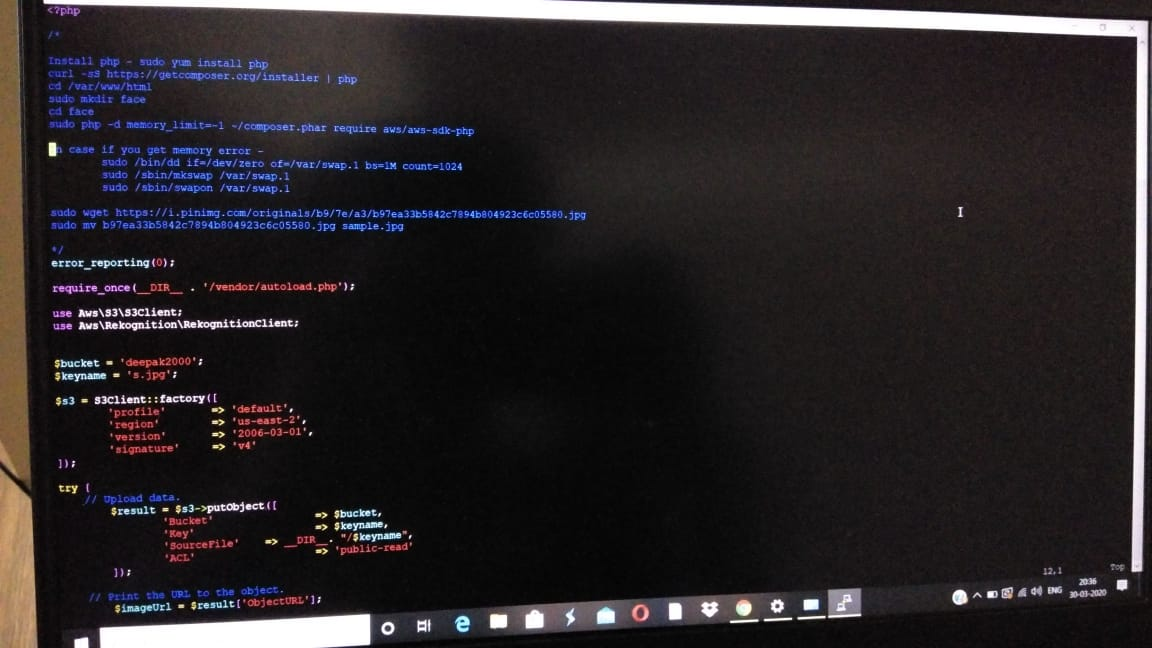 <?php
/*
Install php - sudo yum install php
curl -sS https://getcomposer.org/installer | php
cd /var/www/html
sudo mkdir face
cd face
sudo php -d memory_limit=-1 ~/composer.phar require aws/aws-sdk-php
n case if you get memory error -
sudo /bin/dd if=/dev/zero of=/var/swap.1 bs=1M count=1024
sudo /sbin/mkswap /var/swap.1
sudo /sbin/swapon /var/swap.1
sudo wget https://i.pinimg.com/originals/b9/7e/a3/b97ea33b5842c7894b804923c6c05580.jpg
sudo mv b97ea33b5842c7894b804923c6c05580.jpg sample.jpg
*/
error_reporting(0);
require_once(__DIR__ . '/vendor/autoload.php');
use Aws\S3\S3Client;
use Aws\Rekognition\RekognitionClient;
$bucket = 'deepak2000';
$keyname = 's.jpg';
$s3 = S3Client::factory([
'profile' => 'default',
'region' => 'us-east-2',
'version' => '2006-03-01',
'signature' => 'v4'
]);
try {
// Upload data.
$result = $s3->putObject([
'Bucket' => $bucket,
'Key' => $keyname,
'SourceFile' => __DIR__. "/$keyname",
'ACL' => 'public-read'
]);
// Print the URL to the object.
$imageUrl = $result['ObjectURL'];
12,1 Top
ENG
20:36
30-03-2020